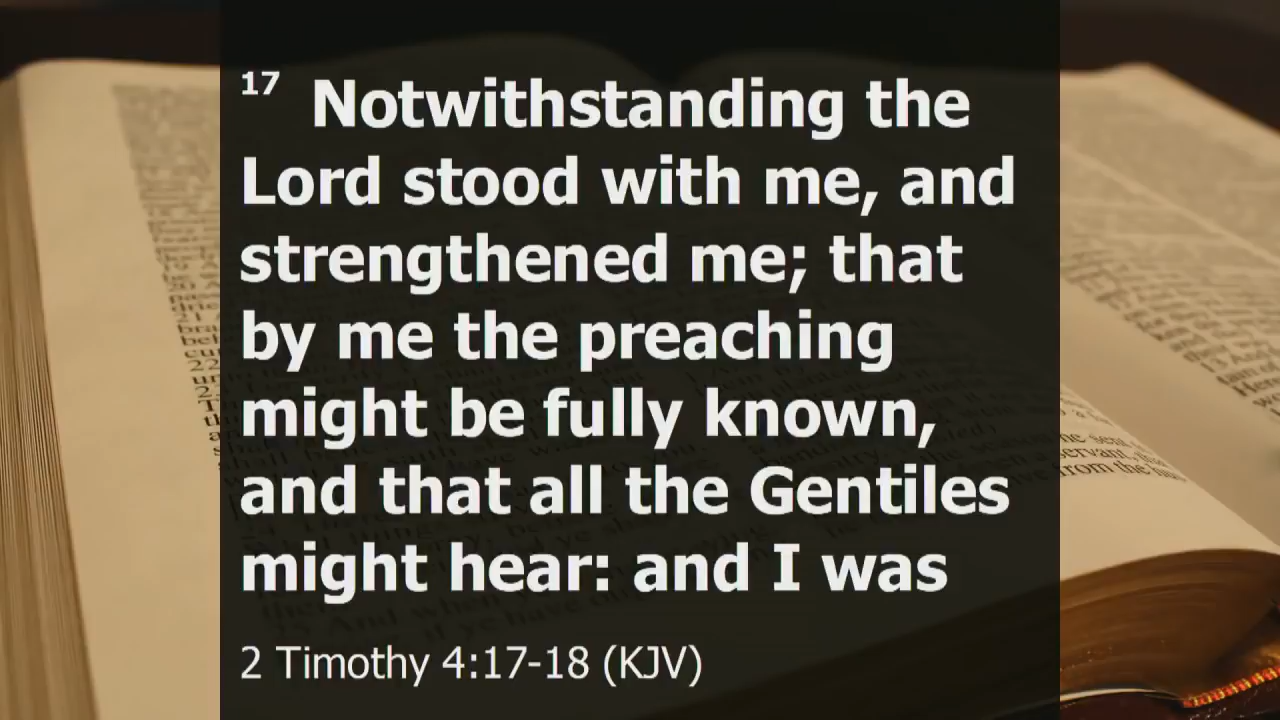 17 Notwithstanding the
Lord stood with me, and
strengthened me; that
by me the preaching
might be fully known,
and that all the Gentiles
might hear: and I was
2 Timothy 4:17-18 (KJV)